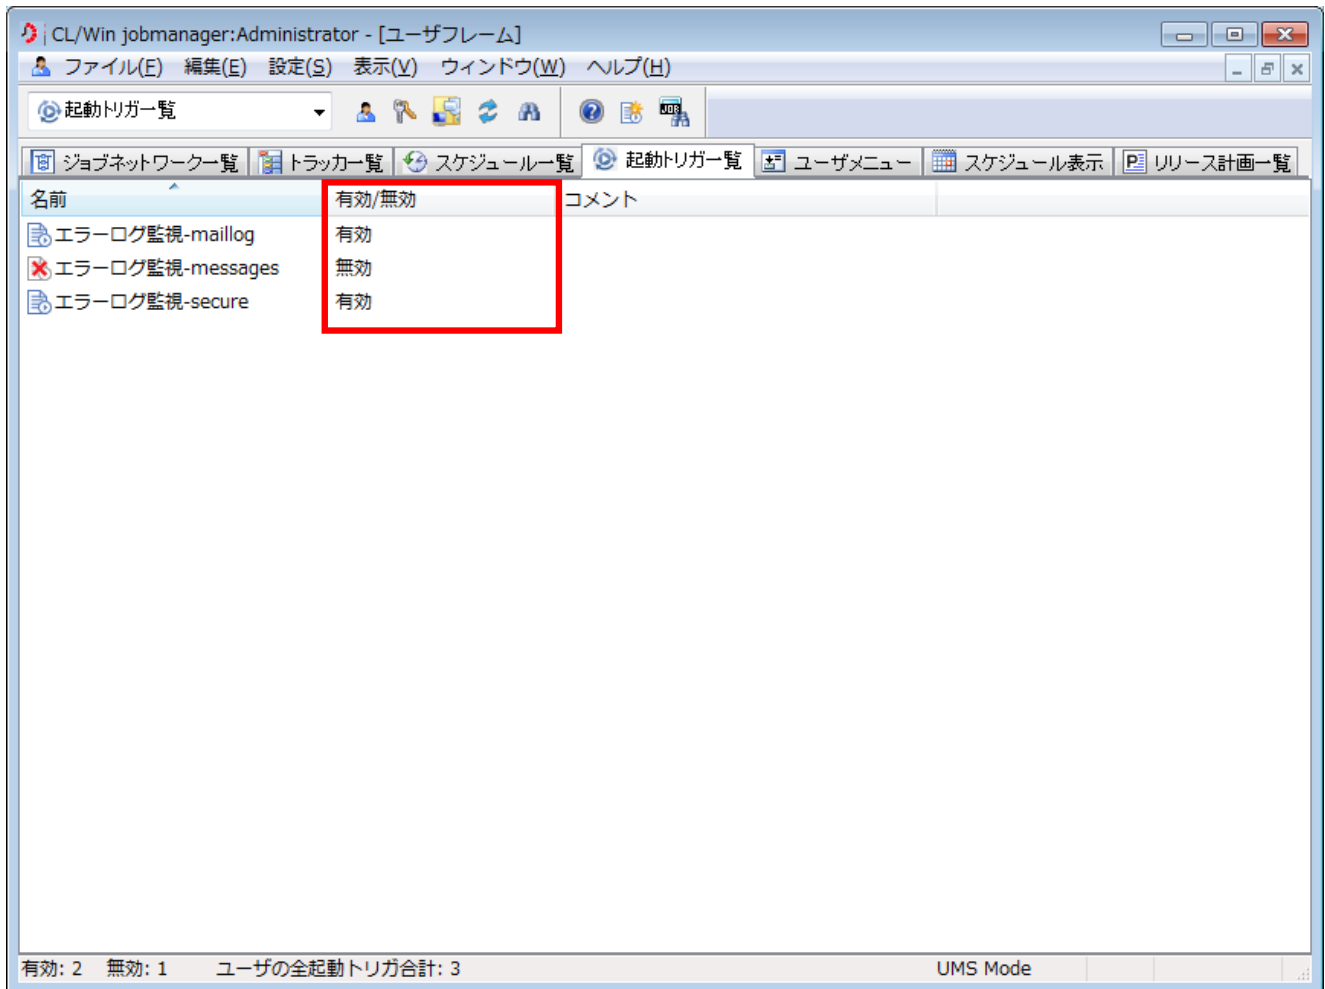 CL/Win jobmanager:Administrator - [ユーザフレーム]
ファイル(F) 編集(E) 設定(S) 表示(V) ウィンドウ(W) ヘルプ(H)
起動トリガ一覧
ジョブネットワーク一覧 トラッカ一覧 スケジュール一覧 起動トリガ一覧 ユーザメニュー スケジュール表示 リリース計画一覧
名前 有効/無効 コメント
エラーログ監視-maillog 有効
エラーログ監視-messages 無効
エラーログ監視-secure 有効
有効: 2 無効: 1 ユーザの全起動トリガ合計: 3 UMS Mode